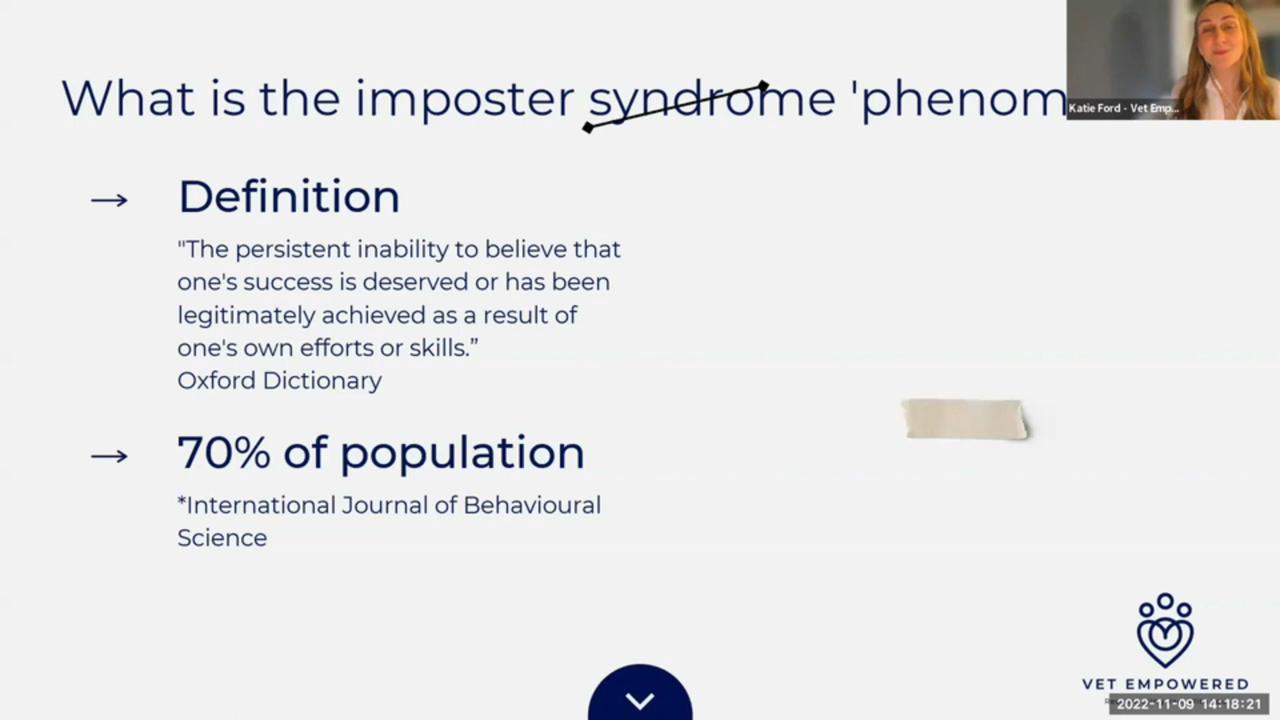 What is the imposter syndrome 'phenom
Katie Ford - Vet Emp...
Definition
"The persistent inability to believe that
one's success is deserved or has been
legitimately achieved as a result of
one's own efforts or skills.”
Oxford Dictionary
70% of population
*International Journal of Behavioural
Science
VET EMPOWERED
2022-11-09 14:18:21